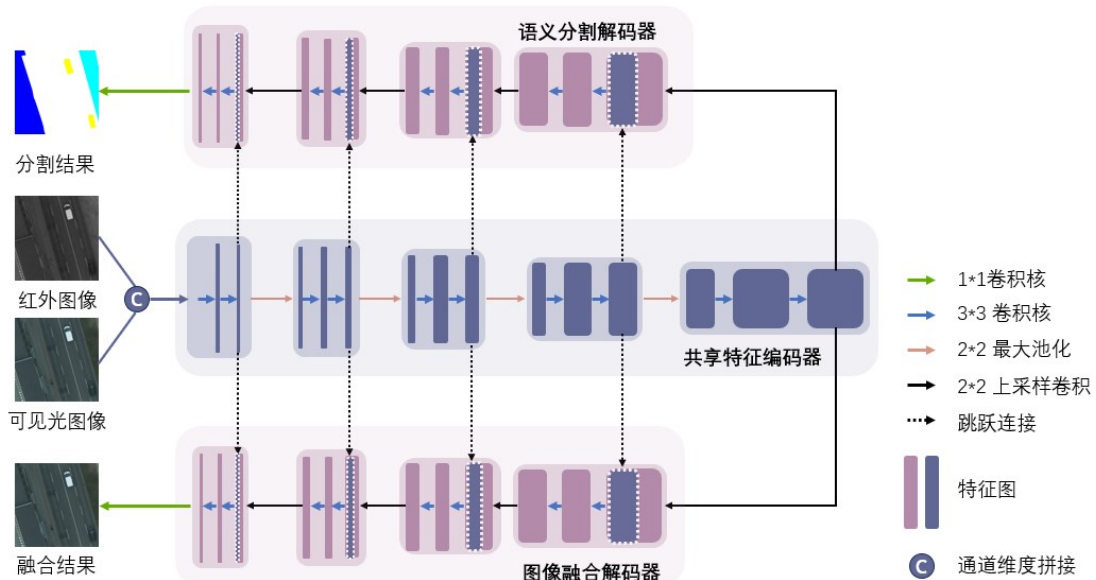 语义分割解码器
分割结果
红外图像
C
可见光图像
共享特征编码器
融合结果
图像融合解码器
1*1卷积核
3*3 卷积核
2*2 最大池化
2*2 上采样卷积
跳跃连接
特征图
C 通道维度拼接